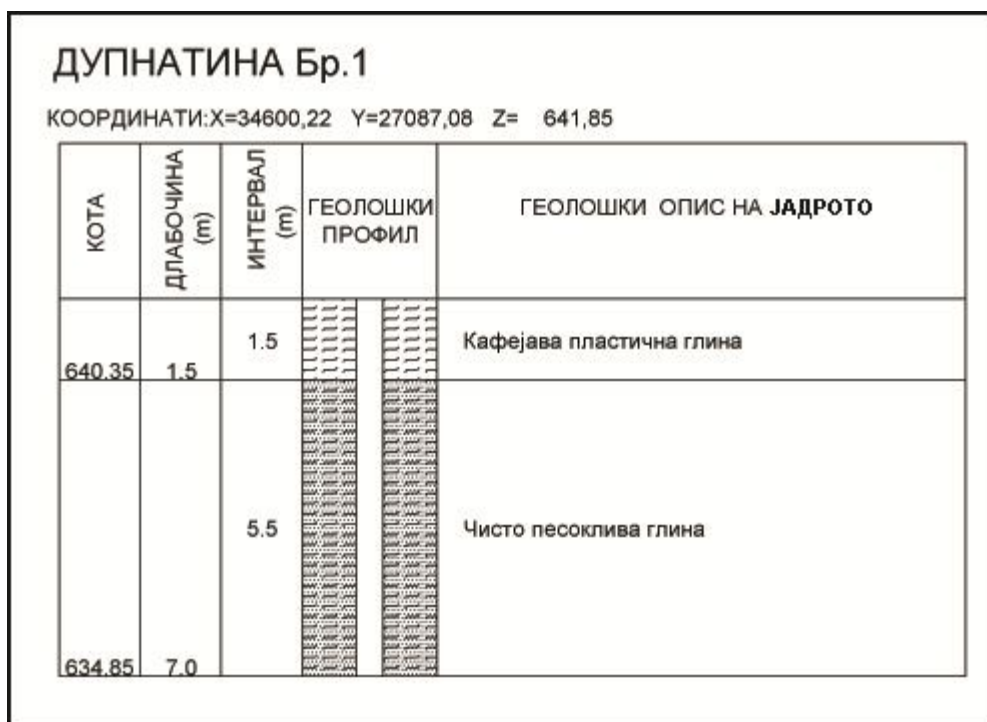 ДУПНАТИНА Бр.1
КООРДИНАТИ:X=34600,22 Y=27087,08 Z= 641,85
КОТА
ДЛАБОЧИНА
(m)
ИНТЕРВАЛ
(m)
ГЕОЛОШКИ
ПРОФИЛ
ГЕОЛОШКИ ОПИС НА ЈАДРОТО
1.5
Кафејава пластична глина
640.35 1.5
5.5
Чисто песоклива глина
634.85 7.0